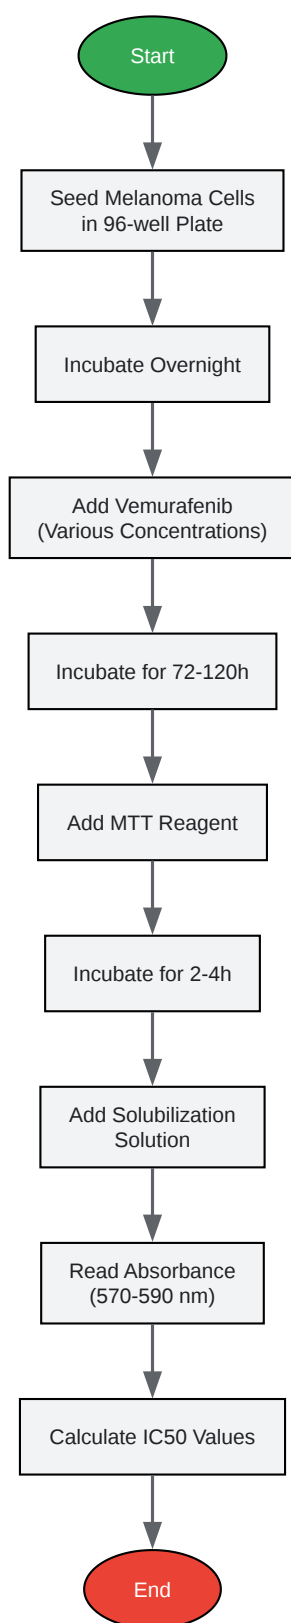 Start
Seed Melanoma Cells
in 96-well Plate
Incubate Overnight
Add Vemurafenib
(Various Concentrations)
Incubate for 72-120h
Add MTT Reagent
Incubate for 2-4h
Add Solubilization
Solution
Read Absorbance
(570-590 nm)
Calculate IC50 Values
End